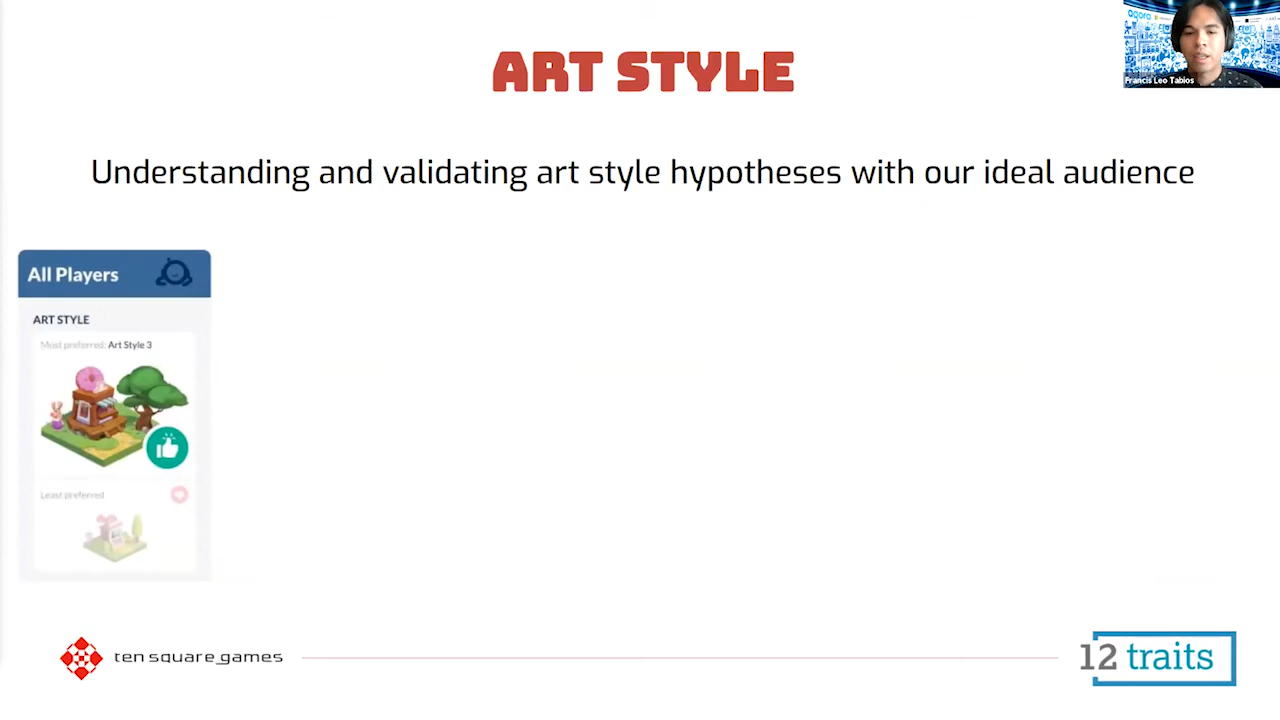 ART STYLE
Understanding and validating art style hypotheses with our ideal audience
agora
Francis Leo Tabios
All Players
ART STYLE
Most preferred: Art Style 3
Least preferred
ten square games
12 traits